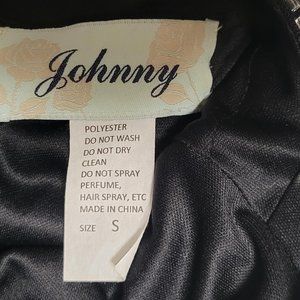 Johnny
POLYESTER
DO NOT WASH
DO NOT DRY
CLEAN
DO NOT SPRAY
PERFUME,
HAIR SPRAY, ETC
MADE IN CHINA
SIZE S